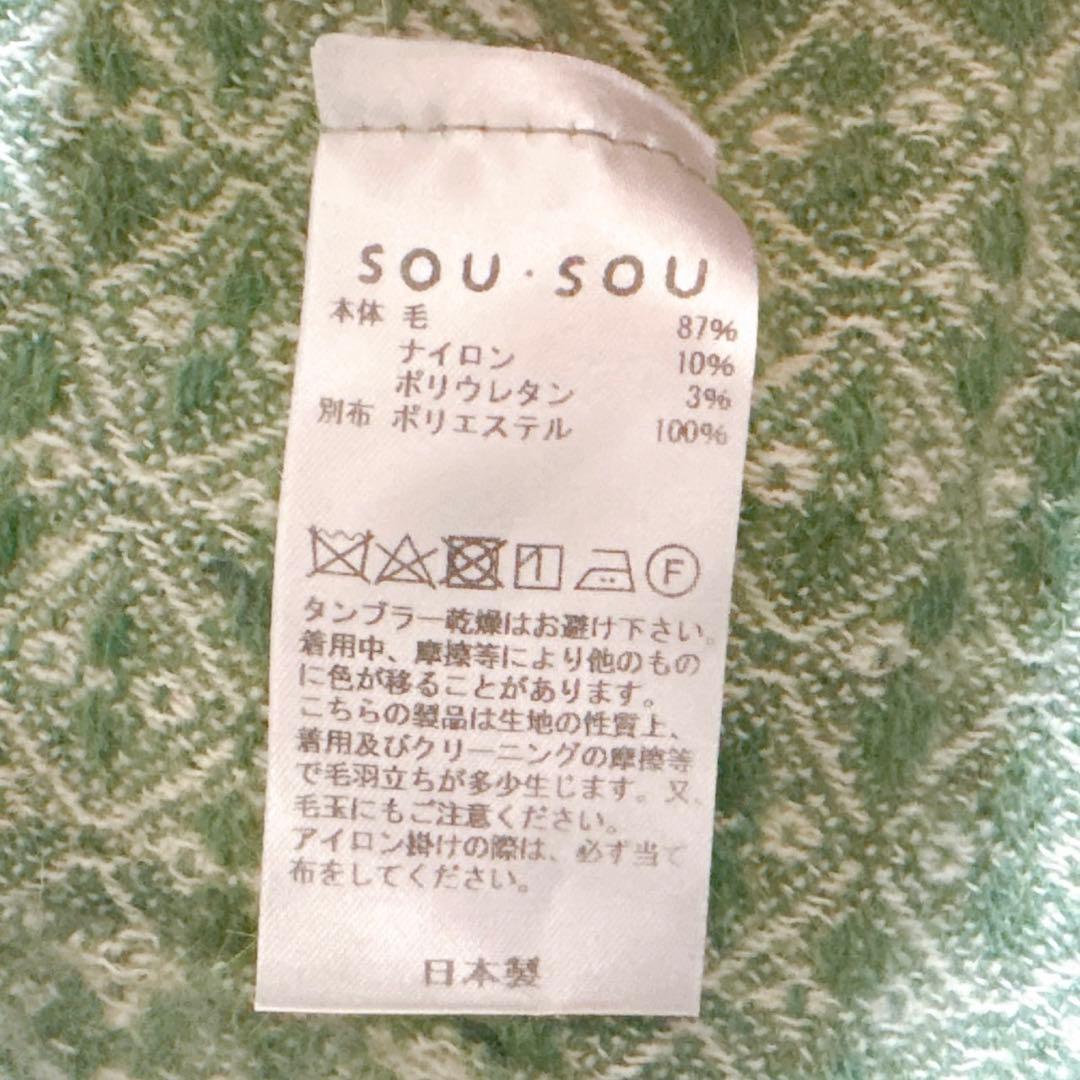 SOU・SOU
本体 毛 87%
ナイロン 10%
ポリウレタン 3%
別布 ポリエステル 100%
F
タンブラー乾燥はお避け下さい。
着用中、摩擦等により他のもの
に色が移ることがあります。
こちらの製品は生地の性質上、
着用及びクリーニングの摩擦等
で毛羽立ちが多少生じます。又、
毛玉にもご注意ください。
アイロン掛けの際は、必ず当て
布をしてください。
日本製